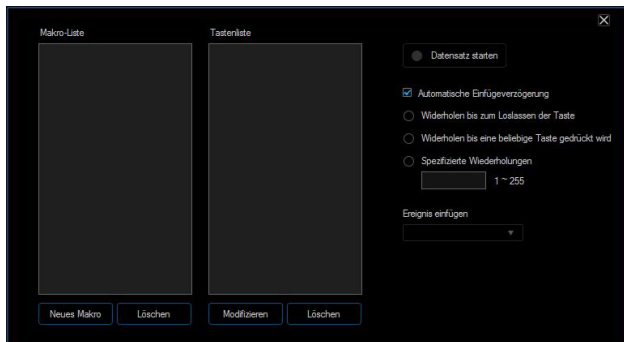 Makro-Liste
Tastenliste
Datensatz starten
Automatische Einfügeverzögerung
Widerholen bis zum Loslassen der Taste
Widerholen bis eine beliebige Taste gedrückt wird
Spezifizierte Wiederholungen
1 ~ 255
Ereignis einfügen
Neues Makro
Löschen
Modifizieren
Löschen